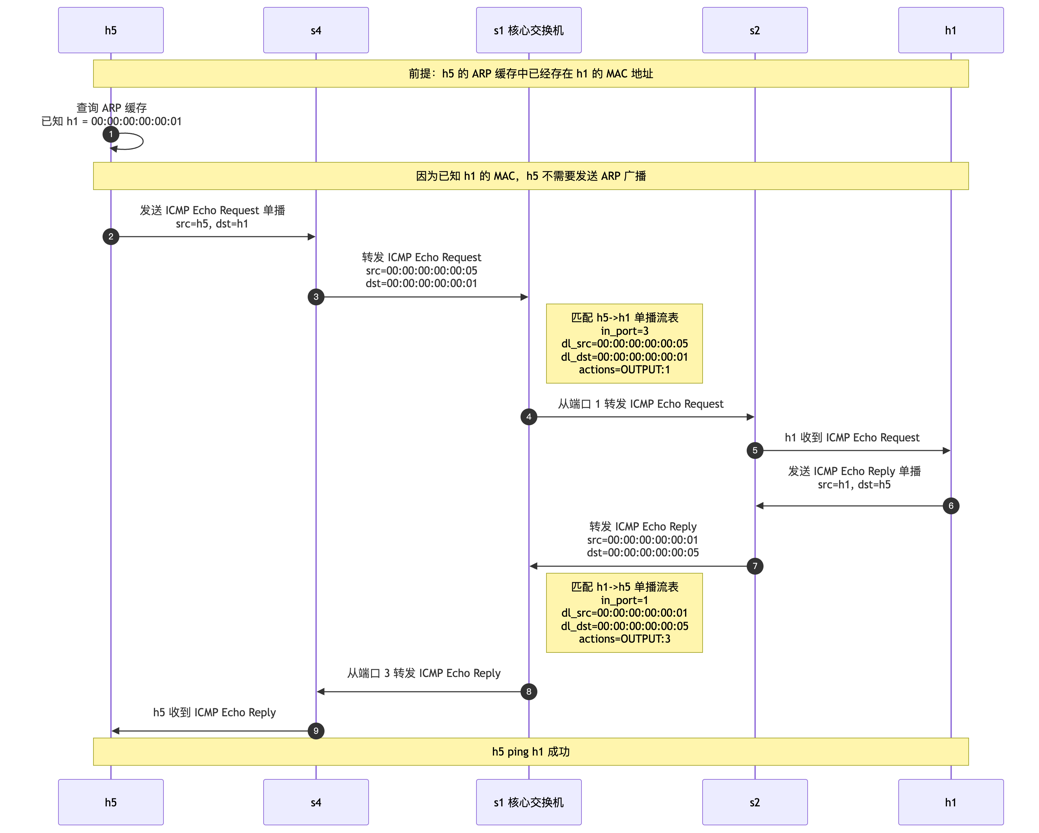 h5
s4
s1 核心交换机
s2
h1
前提：h5 的 ARP 缓存中已经存在 h1 的 MAC 地址
查询 ARP 缓存
已知 h1 = 00:00:00:00:00:01
1
因为已知 h1 的 MAC，h5 不需要发送 ARP 广播
发送 ICMP Echo Request 单播
src=h5, dst=h1
2
转发 ICMP Echo Request
src=00:00:00:00:00:05
dst=00:00:00:00:00:01
3
匹配 h5->h1 单播流表
in_port=3
dl_src=00:00:00:00:00:05
dl_dst=00:00:00:00:00:01
actions=OUTPUT:1
从端口 1 转发 ICMP Echo Request
4
h1 收到 ICMP Echo Request
5
发送 ICMP Echo Reply 单播
src=h1, dst=h5
6
转发 ICMP Echo Reply
src=00:00:00:00:00:01
dst=00:00:00:00:00:05
7
匹配 h1->h5 单播流表
in_port=1
dl_src=00:00:00:00:00:01
dl_dst=00:00:00:00:00:05
actions=OUTPUT:3
从端口 3 转发 ICMP Echo Reply
8
h5 收到 ICMP Echo Reply
9
h5 ping h1 成功
h5
s4
s1 核心交换机
s2
h1